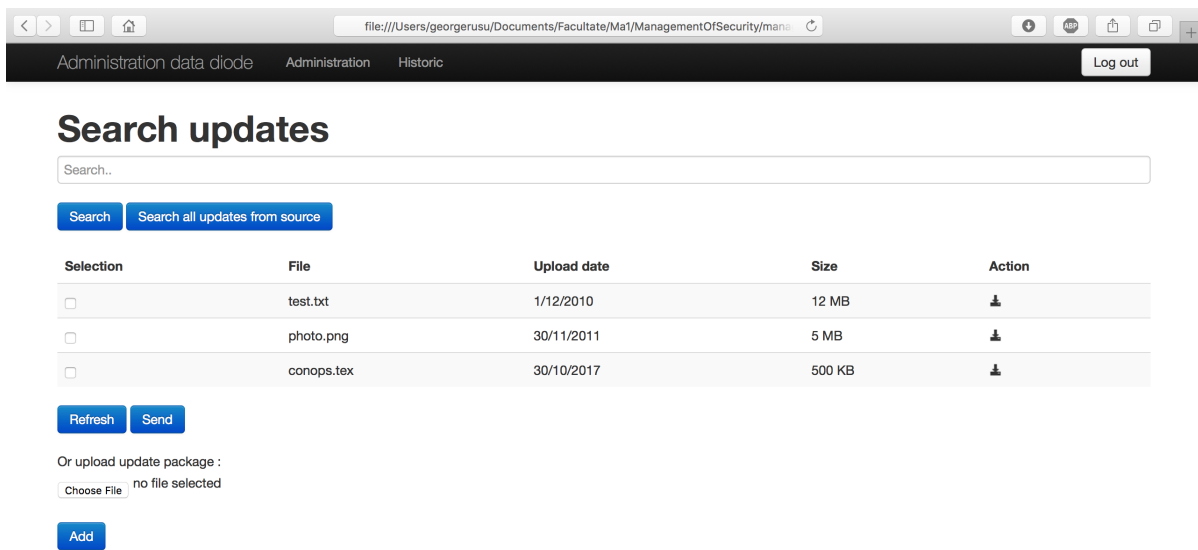 file:///Users/georgerusu/Documents/Facultate/Ma1/ManagementOfSecurity/mana
ABP
Administration data diode Administration Historic Log out
Search updates
Search..
Search Search all updates from source
Selection File Upload date Size Action
test.txt 1/12/2010 12 MB
photo.png 30/11/2011 5 MB
conops.tex 30/10/2017 500 KB
Refresh Send
Or upload update package :
Choose File no file selected
Add